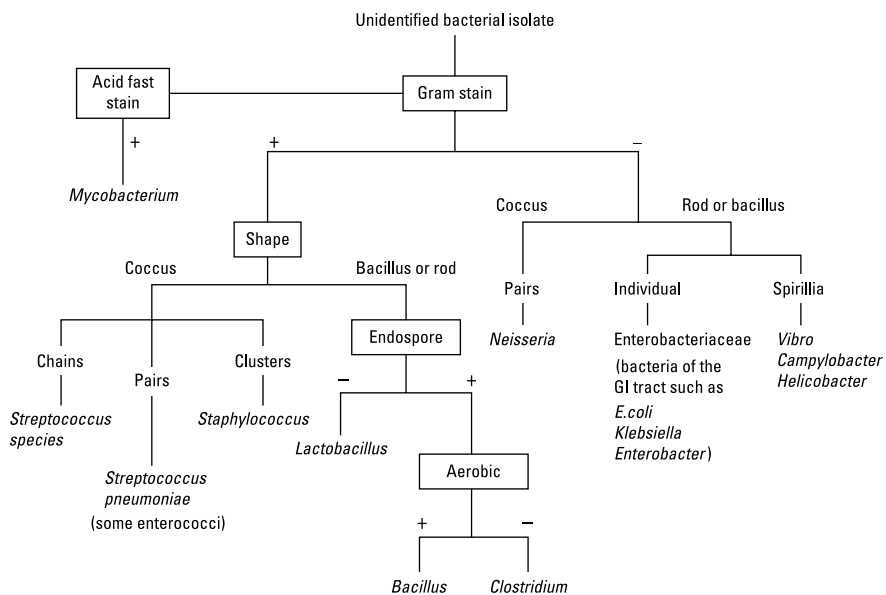 Unidentified bacterial isolate
Acid fast
stain
Gram stain
+
+
−
Mycobacterium
Shape
Coccus
Rod or bacillus
Coccus
Bacillus or rod
Pairs
Individual
Spirillia
Endospore
Neisseria
Enterobacteriaceae
(bacteria of the
GI tract such as
E.coli
Klebsiella
Enterobacter)
Vibro
Campylobacter
Helicobacter
Chains
Pairs
Clusters
−
+
Streptococcus
species
Staphylococcus
Lactobacillus
Streptococcus
pneumoniae
(some enterococci)
Aerobic
+
−
Bacillus
Clostridium